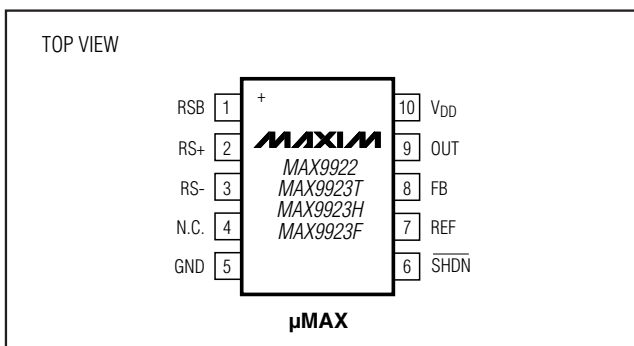 TOP VIEW
RSB 1
RS+ 2
RS- 3
N.C. 4
GND 5
+
MAXIM
MAX9922
MAX9923T
MAX9923H
MAX9923F
10 VDD
9 OUT
8 FB
7 REF
6 SHDN
µMAX